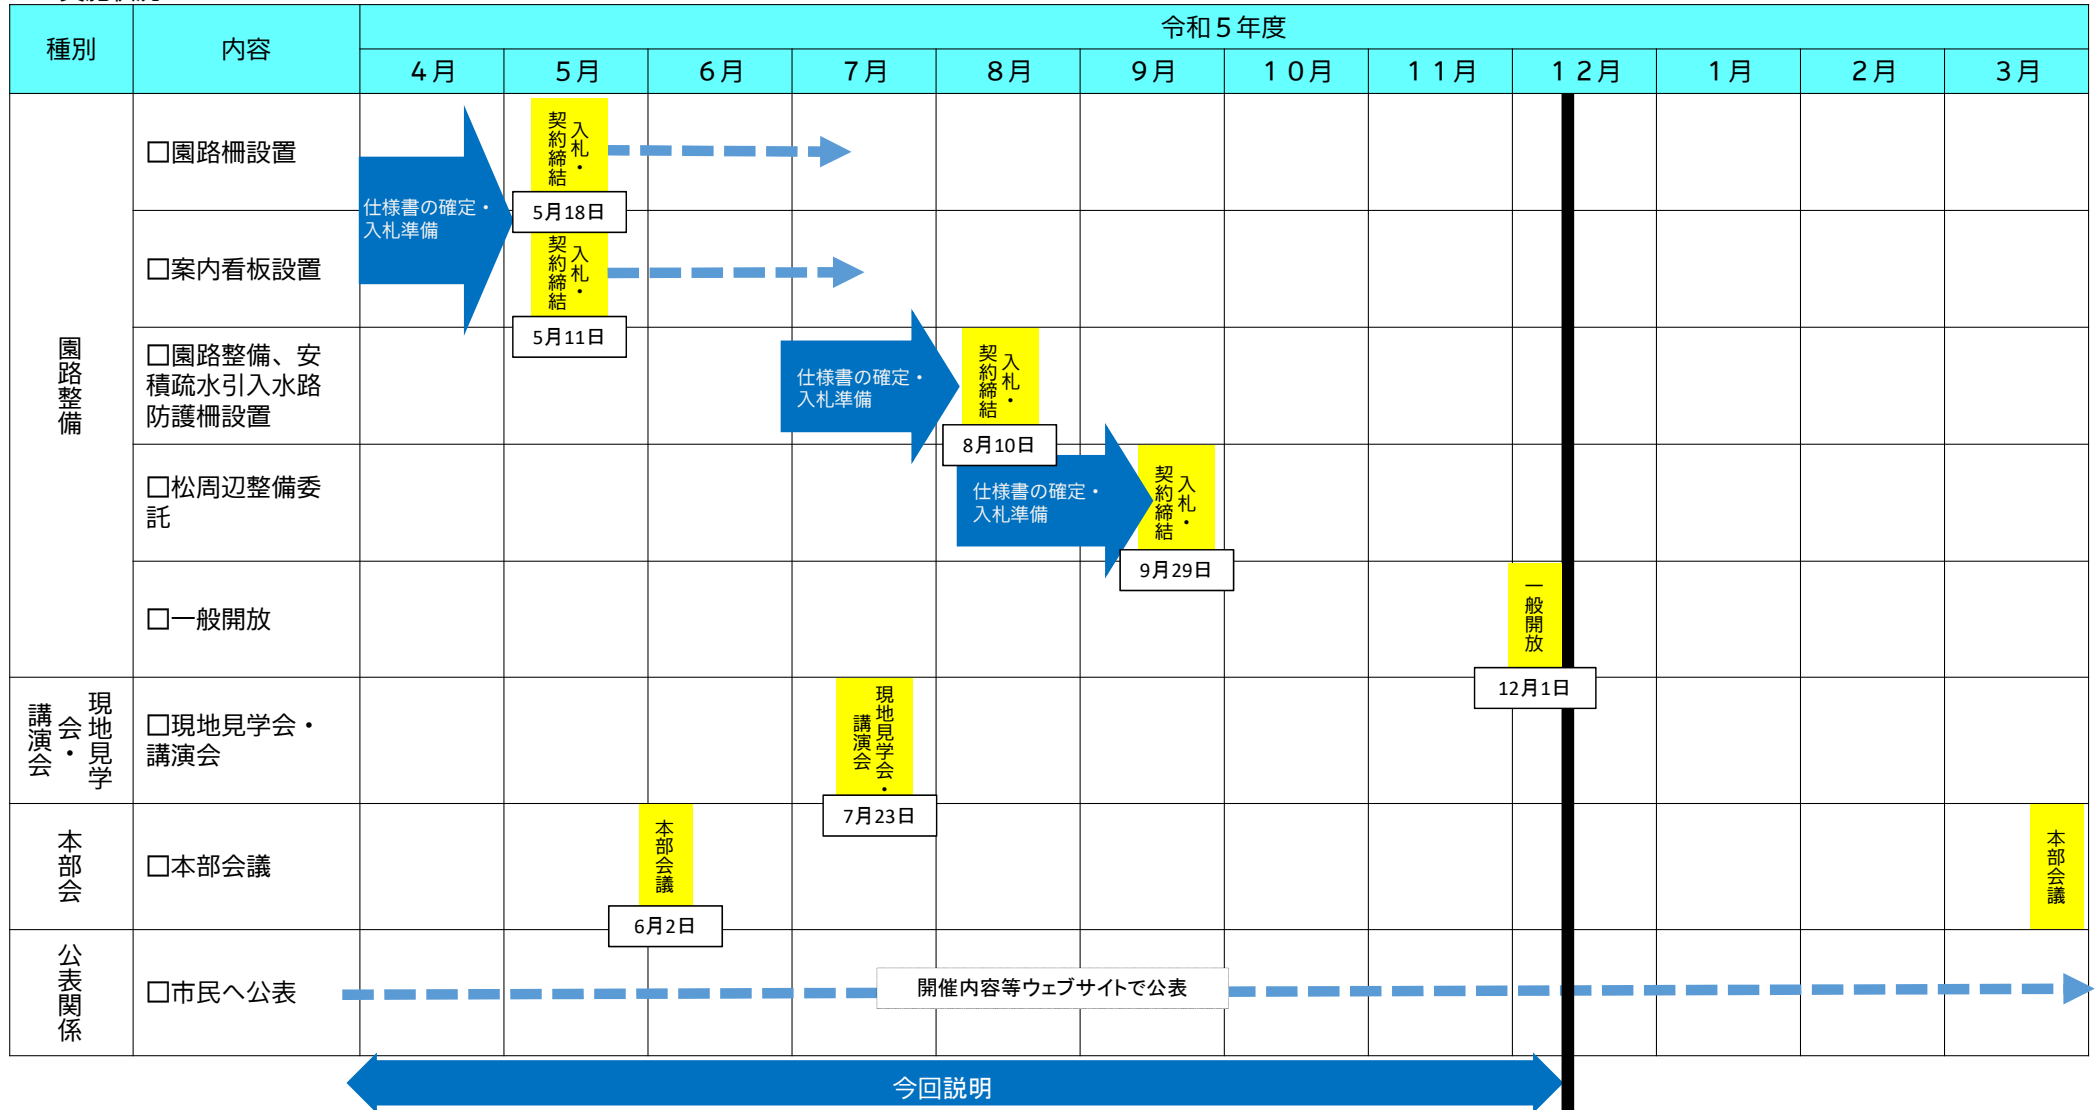 種別
内容
令和５年度
４月
５月
６月
７月
８月
９月
１０月
１１月
１２月
１月
２月
３月
園路整備
□園路柵設置
仕様書の確定・
入札準備
入札・
契約締結
5月18日
□案内看板設置
入札・
契約締結
5月11日
□園路整備、安
積疏水引入水路
防護柵設置
仕様書の確定・
入札準備
入札・
契約締結
8月10日
□松周辺整備委
託
仕様書の確定・
入札準備
入札・
契約締結
9月29日
□一般開放
一般開放
12月1日
現地見学
会・
講演会
□現地見学会・
講演会
現地見学会・
講演会
7月23日
本部会
□本部会議
本部会議
6月2日
本部会議
公表関係
□市民へ公表
開催内容等ウェブサイトで公表
今回説明